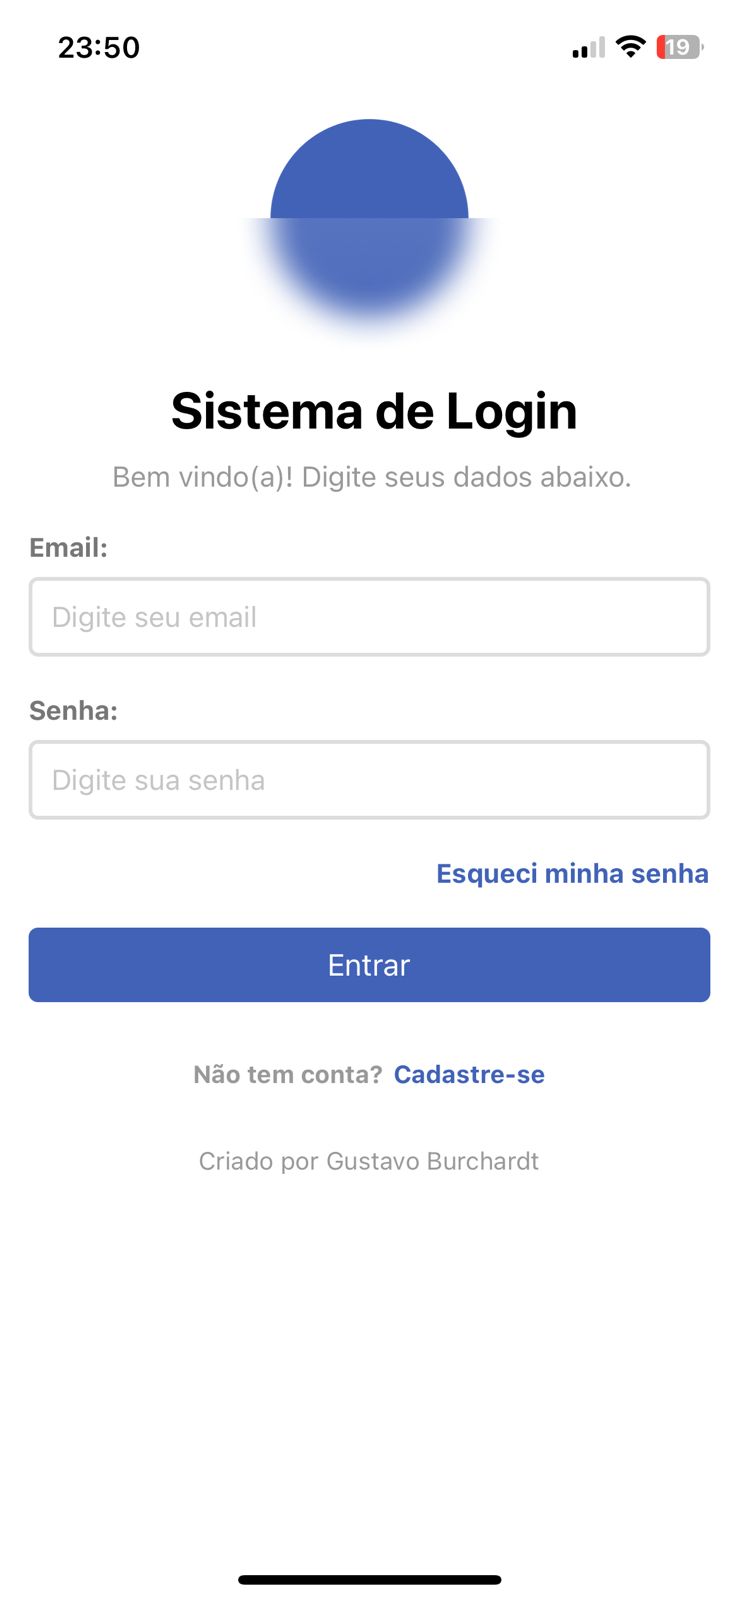 23:50
19
Sistema de Login
Bem vindo(a)! Digite seus dados abaixo.
Email:
Digite seu email
Senha:
Digite sua senha
Esqueci minha senha
Entrar
Não tem conta? Cadastre-se
Criado por Gustavo Burchardt